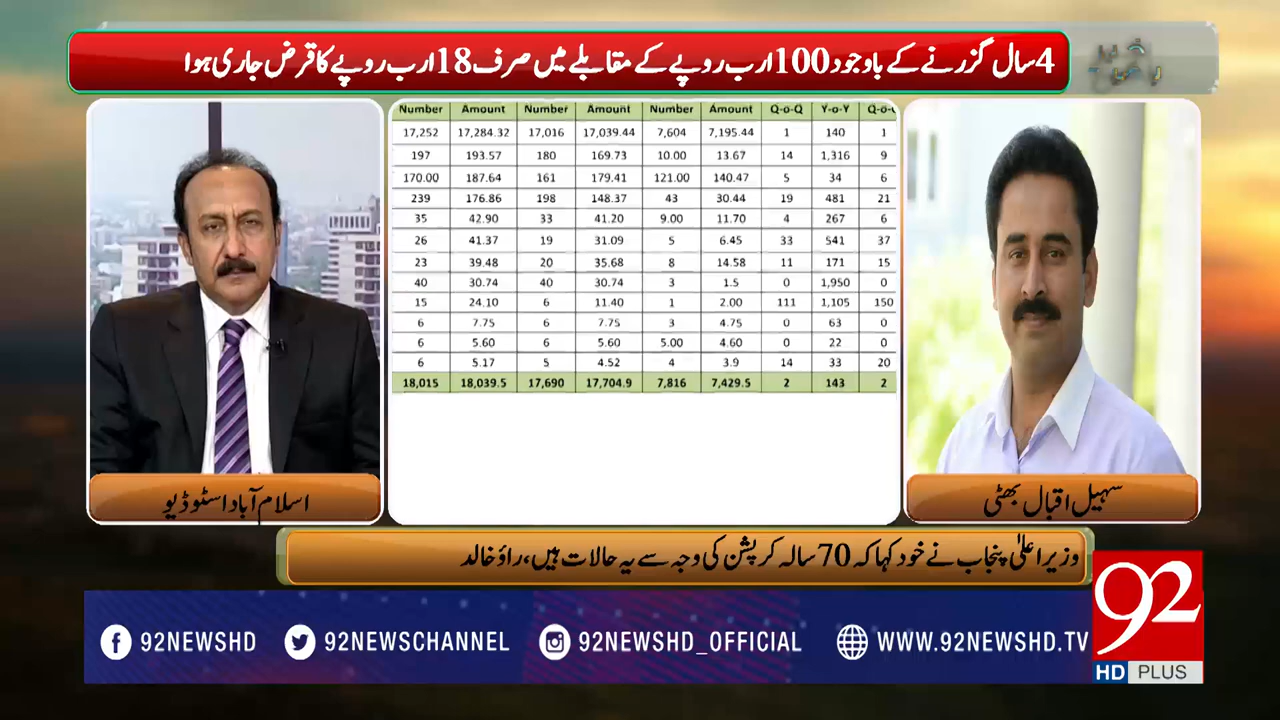 4 سال گزرنے کے باوجود 100 ارب روپے کے مقابلے میں صرف 18 ارب روپے کا قرض جاری ہوا
Number Amount Number Amount Number Amount Q-o-Q Y-o-Y
17,252 17,284.32 17,016 17,039.44 7,604 7,195.44 1 140 1
197 193.57 180 169.73 10.00 13.67 14 1,316 9
170.00 187.64 161 179.41 121.00 140.47 5 34 6
239 176.86 198 148.37 43 30.44 19 481 21
35 42.90 33 41.20 9.00 11.70 4 267 6
26 41.37 19 31.09 5 6.45 33 541 37
23 39.48 20 35.68 8 14.58 11 171 15
40 30.74 40 30.74 3 1.5 0 1,950 0
15 24.10 6 11.40 1 2.00 111 1,105 150
6 7.75 6 7.75 3 4.75 0 63 0
6 5.60 6 5.60 5.00 4.60 0 22 0
6 5.17 5 4.52 4 3.9 14 33 20
18,015 18,039.5 17,690 17,704.9 7,816 7,429.5 2 143 2
سہیل اقبال بھٹی
اسلام آباد اسٹوڈیو
وزیر اعلیٰ پنجاب نے خود کہا کہ 70 سالہ کرپشن کی وجہ سے یہ حالات ہیں، راؤ خالد
92NEWSHD 92NEWSCHANNEL 92NEWSHD_OFFICIAL WWW.92NEWSHD.TV
92
HD PLUS